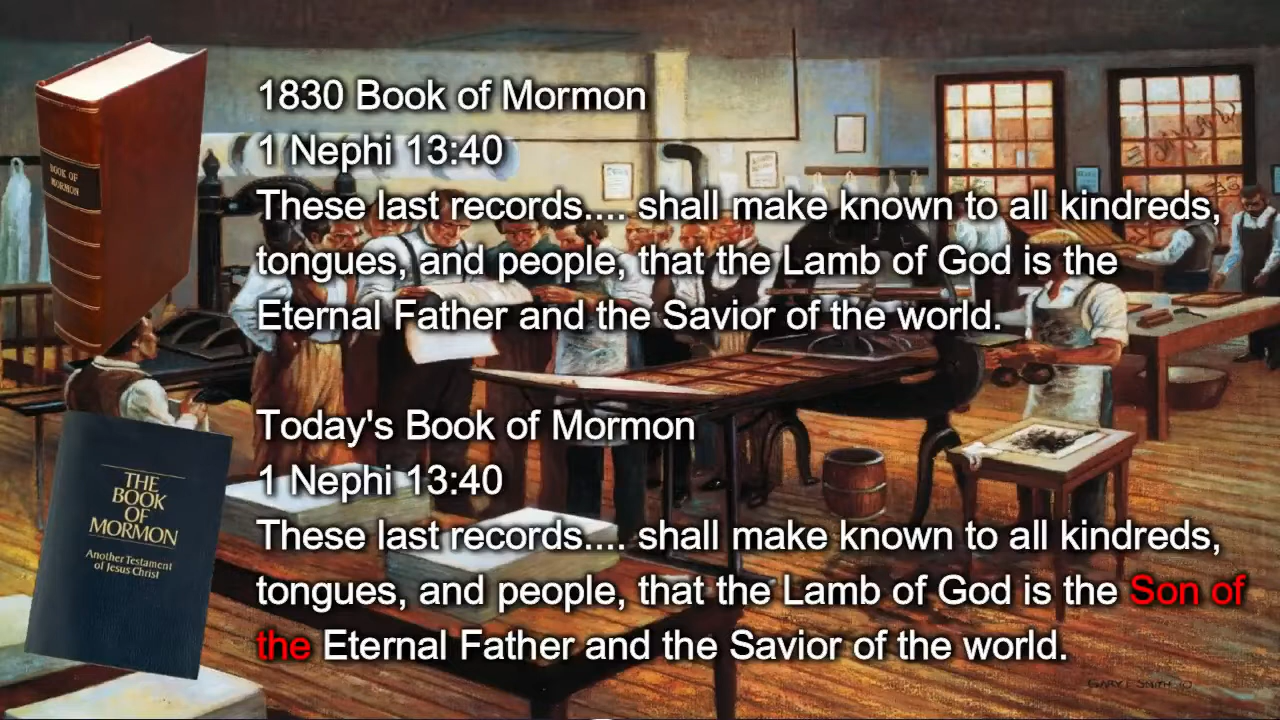 1830 Book of Mormon
1 Nephi 13:40
These last records.... shall make known to all kindreds,
tongues, and people, that the Lamb of God is the
Eternal Father and the Savior of the world.
BOOK OF
MORMON
Today's Book of Mormon
1 Nephi 13:40
These last records.... shall make known to all kindreds,
tongues, and people, that the Lamb of God is the Son of
the Eternal Father and the Savior of the world.
THE
BOOK
OF
MORMON
Another Testament
of Jesus Christ